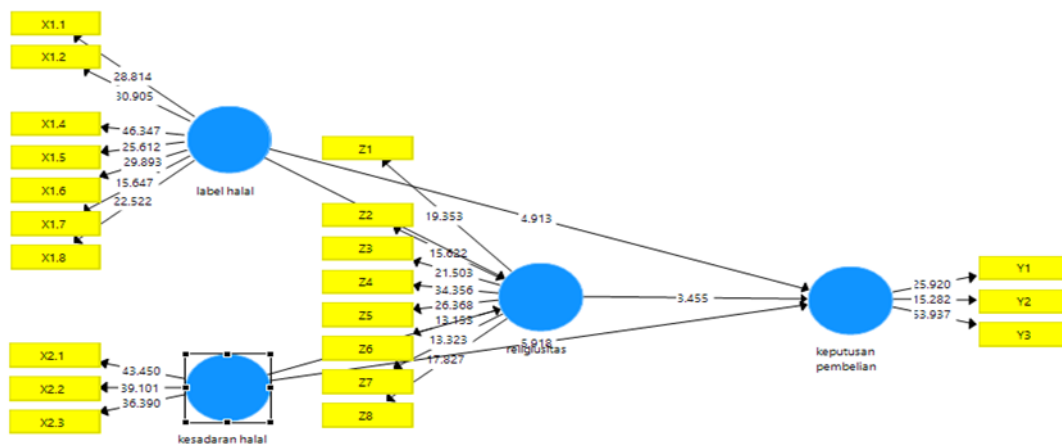 X1.1
X1.2
X1.4
X1.5
X1.6
X1.7
X1.8
28.814
30.905
46.347
25.612
29.893
15.647
22.522
label halal
X2.1
X2.2
X2.3
43.450
39.101
36.390
kesadaran halal
Z1
Z2
Z3
Z4
Z5
Z6
Z7
Z8
19.353
15.622
21.503
34.356
26.368
13.323
17.827
religiusitas
4.913
3.455
5.918
keputusan
pembelian
25.920
15.282
53.937
Y1
Y2
Y3